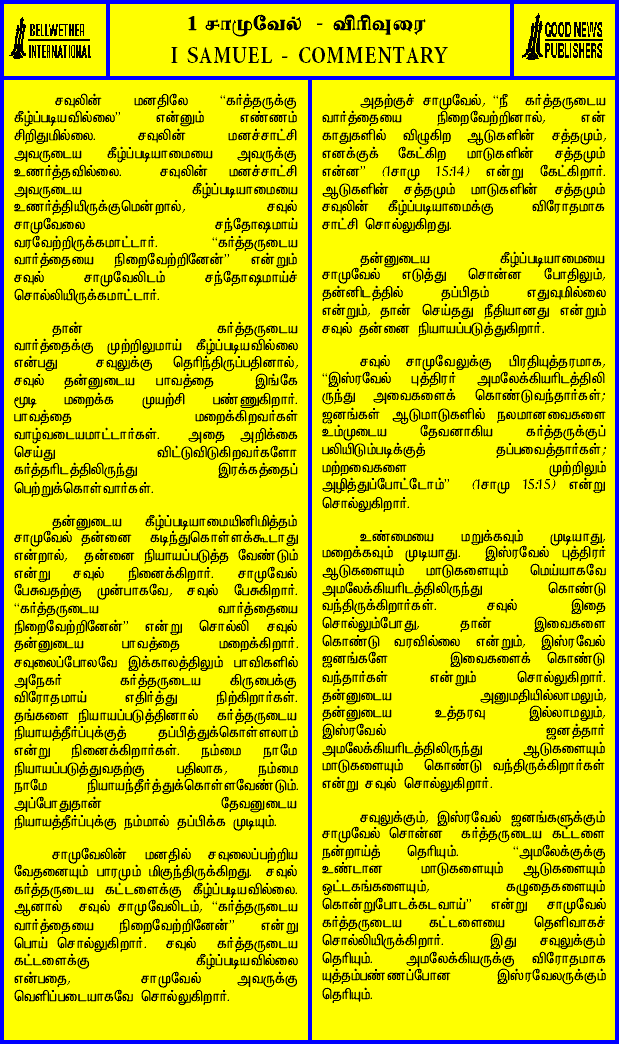 BELLWETHER
INTERNATIONAL
1 சாமுவேல் - விரிவுரை
I SAMUEL - COMMENTARY
GOOD NEWS
PUBLISHERS
சவுலின் மனதிலே “கர்த்தருக்கு
கீழ்ப்படியவில்லை” என்னும் எண்ணம்
சிறிதுமில்லை. சவுலின் மனச்சாட்சி
அவருடைய கீழ்ப்படியாமையை அவருக்கு
உணர்த்தவில்லை. சவுலின் மனச்சாட்சி
அவருடைய கீழ்ப்படியாமையை
உணர்த்தியிருக்குமென்றால், சவுல்
சாமுவேலை சந்தோஷமாய்
வரவேற்றிருக்கமாட்டார். “கர்த்தருடைய
வார்த்தையை நிறைவேற்றினேன்” என்றும்
சவுல் சாமுவேலிடம் சந்தோஷமாய்ச்
சொல்லியிருக்கமாட்டார்.
தான் கர்த்தருடைய
வார்த்தைக்கு முற்றிலுமாய் கீழ்ப்படியவில்லை
என்பது சவுலுக்கு தெரிந்திருப்பதினால்,
சவுல் தன்னுடைய பாவத்தை இங்கே
மூடி மறைக்க முயற்சி பண்ணுகிறார்.
பாவத்தை மறைக்கிறவர்கள்
வாழ்வடையமாட்டார்கள். அதை அறிக்கை
செய்து விட்டுவிடுகிறவர்களோ
கர்த்தரிடத்திலிருந்து இரக்கத்தைப்
பெற்றுக்கொள்வார்கள்.
தன்னுடைய கீழ்ப்படியாமையினிமித்தம்
சாமுவேல் தன்னை கடிந்துகொள்ளக்கூடாது
என்றால், தன்னை நியாயப்படுத்த வேண்டும்
என்று சவுல் நினைக்கிறார். சாமுவேல்
பேசுவதற்கு முன்பாகவே, சவுல் பேசுகிறார்.
“கர்த்தருடைய வார்த்தையை
நிறைவேற்றினேன்” என்று சொல்லி சவுல்
தன்னுடைய பாவத்தை மறைக்கிறார்.
சவுலைப்போலவே இக்காலத்திலும் பாவிகளில்
அநேகர் கர்த்தருடைய கிருபைக்கு
விரோதமாய் எதிர்த்து நிற்கிறார்கள்.
தங்களை நியாயப்படுத்தினால் கர்த்தருடைய
நியாயத்தீர்ப்புக்குத் தப்பித்துக்கொள்ளலாம்
என்று நினைக்கிறார்கள். நம்மை நாமே
நியாயப்படுத்துவதற்கு பதிலாக, நம்மை
நாமே நியாயந்தீர்த்துக்கொள்ளவேண்டும்.
அப்போதுதான் தேவனுடைய
நியாயத்தீர்ப்புக்கு நம்மால் தப்பிக்க முடியும்.
சாமுவேலின் மனதில் சவுலைப்பற்றிய
வேதனையும் பாரமும் மிகுந்திருக்கிறது. சவுல்
கர்த்தருடைய கட்டளைக்கு கீழ்ப்படியவில்லை.
ஆனால் சவுல் சாமுவேலிடம், “கர்த்தருடைய
வார்த்தையை நிறைவேற்றினேன்” என்று
பொய் சொல்லுகிறார். சவுல் கர்த்தருடைய
கட்டளைக்கு கீழ்ப்படியவில்லை
என்பதை, சாமுவேல் அவருக்கு
வெளிப்படையாகவே சொல்லுகிறார்.
அதற்குச் சாமுவேல், “நீ கர்த்தருடைய
வார்த்தையை நிறைவேற்றினால், என்
காதுகளில் விழுகிற ஆடுகளின் சத்தமும்,
எனக்குக் கேட்கிற மாடுகளின் சத்தமும்
என்ன” (1சாமு 15:14) என்று கேட்கிறார்.
ஆடுகளின் சத்தமும் மாடுகளின் சத்தமும்
சவுலின் கீழ்ப்படியாமைக்கு விரோதமாக
சாட்சி சொல்லுகிறது.
தன்னுடைய கீழ்ப்படியாமையை
சாமுவேல் எடுத்து சொன்ன போதிலும்,
தன்னிடத்தில் தப்பிதம் எதுவுமில்லை
என்றும், தான் செய்தது நீதியானது என்றும்
சவுல் தன்னை நியாயப்படுத்துகிறார்.
சவுல் சாமுவேலுக்கு பிரதியுத்தரமாக,
“இஸ்ரவேல் புத்திரர் அமலேக்கியரிடத்திலி
ருந்து அவைகளைக் கொண்டுவந்தார்கள்;
ஜனங்கள் ஆடுமாடுகளில் நலமானவைகளை
உம்முடைய தேவனாகிய கர்த்தருக்குப்
பலியிடும்படிக்குத் தப்பவைத்தார்கள்;
மற்றவைகளை முற்றிலும்
அழித்துப்போட்டோம்” (1சாமு 15:15) என்று
சொல்லுகிறார்.
உண்மையை மறுக்கவும் முடியாது,
மறைக்கவும் முடியாது. இஸ்ரவேல் புத்திரர்
ஆடுகளையும் மாடுகளையும் மெய்யாகவே
அமலேக்கியரிடத்திலிருந்து கொண்டு
வந்திருக்கிறார்கள். சவுல் இதை
சொல்லும்போது, தான் இவைகளை
கொண்டு வரவில்லை என்றும், இஸ்ரவேல்
ஜனங்களே இவைகளைக் கொண்டு
வந்தார்கள் என்றும் சொல்லுகிறார்.
தன்னுடைய அனுமதியில்லாமலும்,
தன்னுடைய உத்தரவு இல்லாமலும்,
இஸ்ரவேல் ஜனத்தார்
அமலேக்கியரிடத்திலிருந்து ஆடுகளையும்
மாடுகளையும் கொண்டு வந்திருக்கிறார்கள்
என்று சவுல் சொல்லுகிறார்.
சவுலுக்கும், இஸ்ரவேல் ஜனங்களுக்கும்
சாமுவேல் சொன்ன கர்த்தருடைய கட்டளை
நன்றாய்த் தெரியும். “அமலேக்குக்கு
உண்டான மாடுகளையும் ஆடுகளையும்
ஒட்டகங்களையும், கழுதைகளையும்
கொன்றுபோடக்கடவாய்” என்று சாமுவேல்
கர்த்தருடைய கட்டளையை தெளிவாகச்
சொல்லியிருக்கிறார். இது சவுலுக்கும்
தெரியும். அமலேக்கியருக்கு விரோதமாக
யுத்தம்பண்ணப்போன இஸ்ரவேலருக்கும்
தெரியும்.